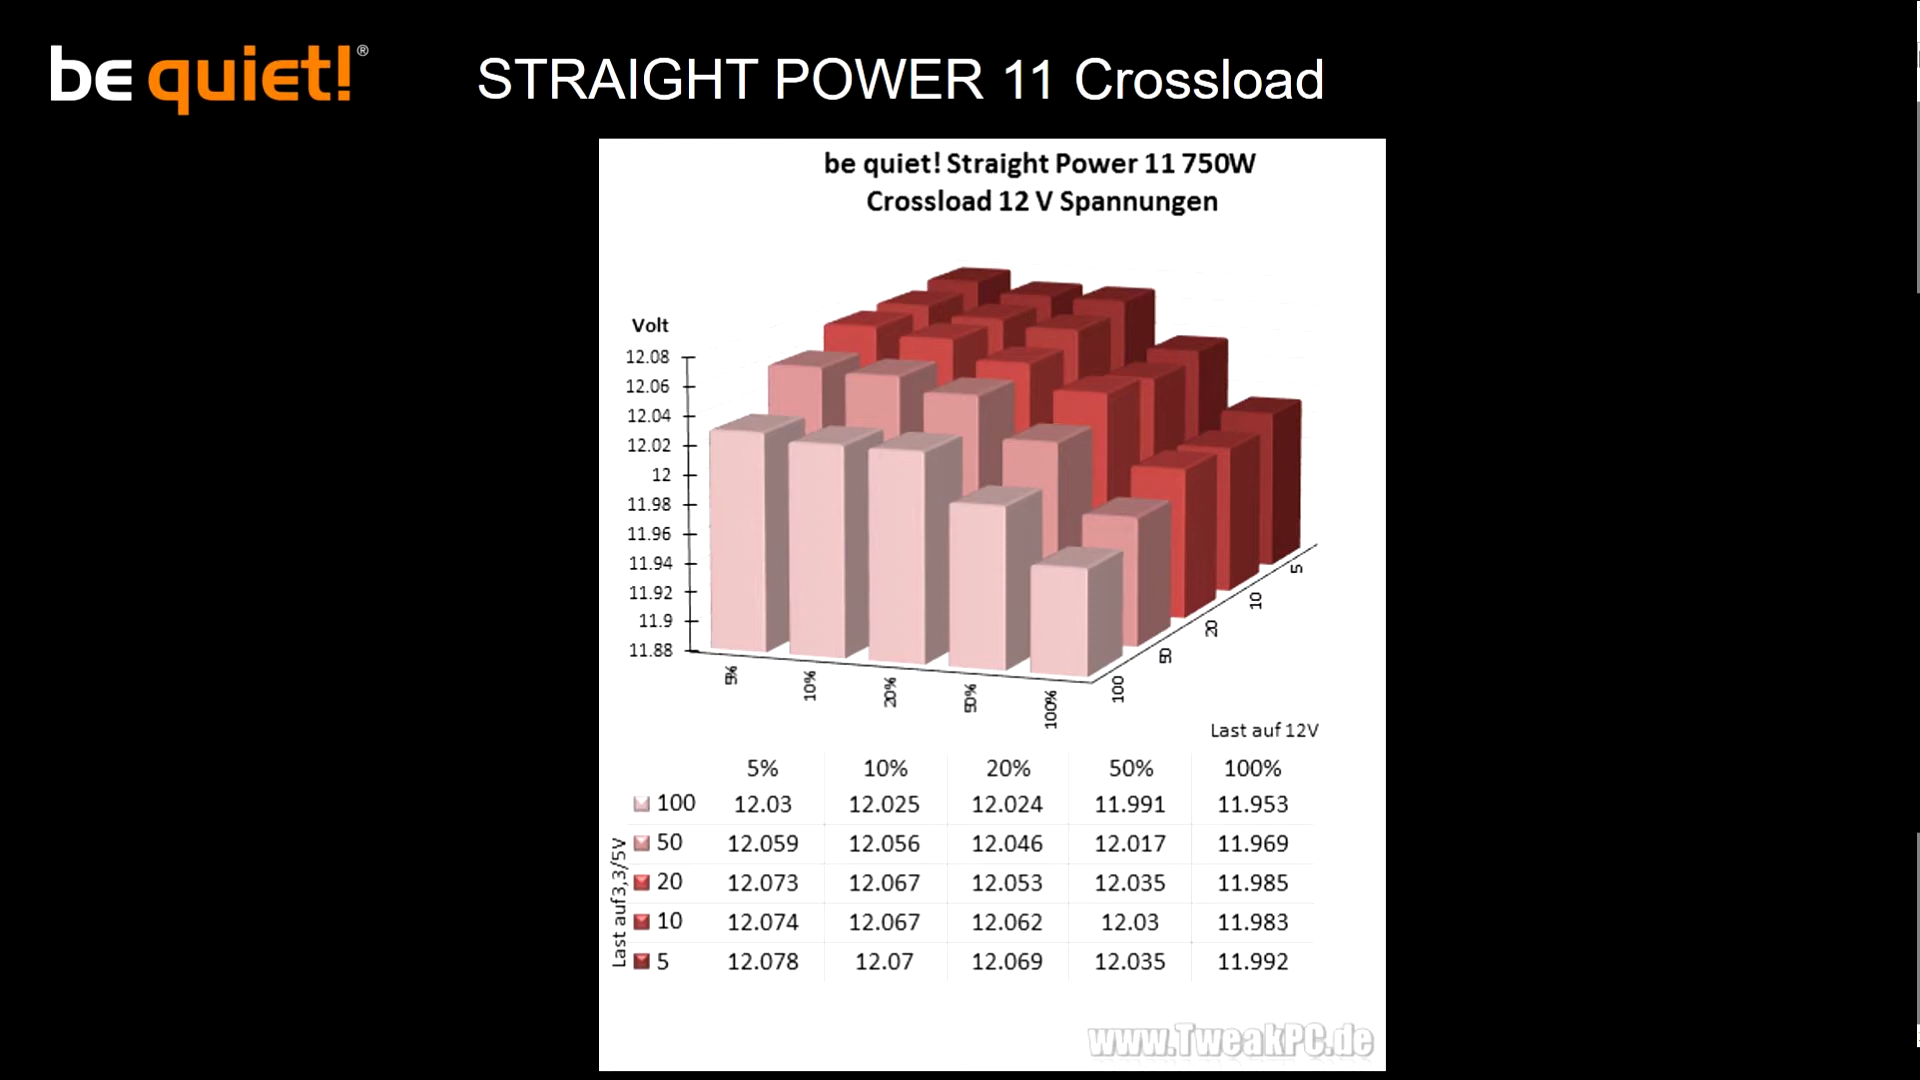 be quiet!®
STRAIGHT POWER 11 Crossload
be quiet! Straight Power 11 750W
Crossload 12 V Spannungen
Volt
12.08
12.06
12.04
12.02
12
11.98
11.96
11.94
11.92
11.9
11.88
5% 10% 20% 50% 100%
100 50 20 10 5
Last auf 12V
5% 10% 20% 50% 100%
Last auf 3,3/5V
100 12.03 12.025 12.024 11.991 11.953
50 12.059 12.056 12.046 12.017 11.969
20 12.073 12.067 12.053 12.035 11.985
10 12.074 12.067 12.062 12.03 11.983
5 12.078 12.07 12.069 12.035 11.992
www.TweakPC.de